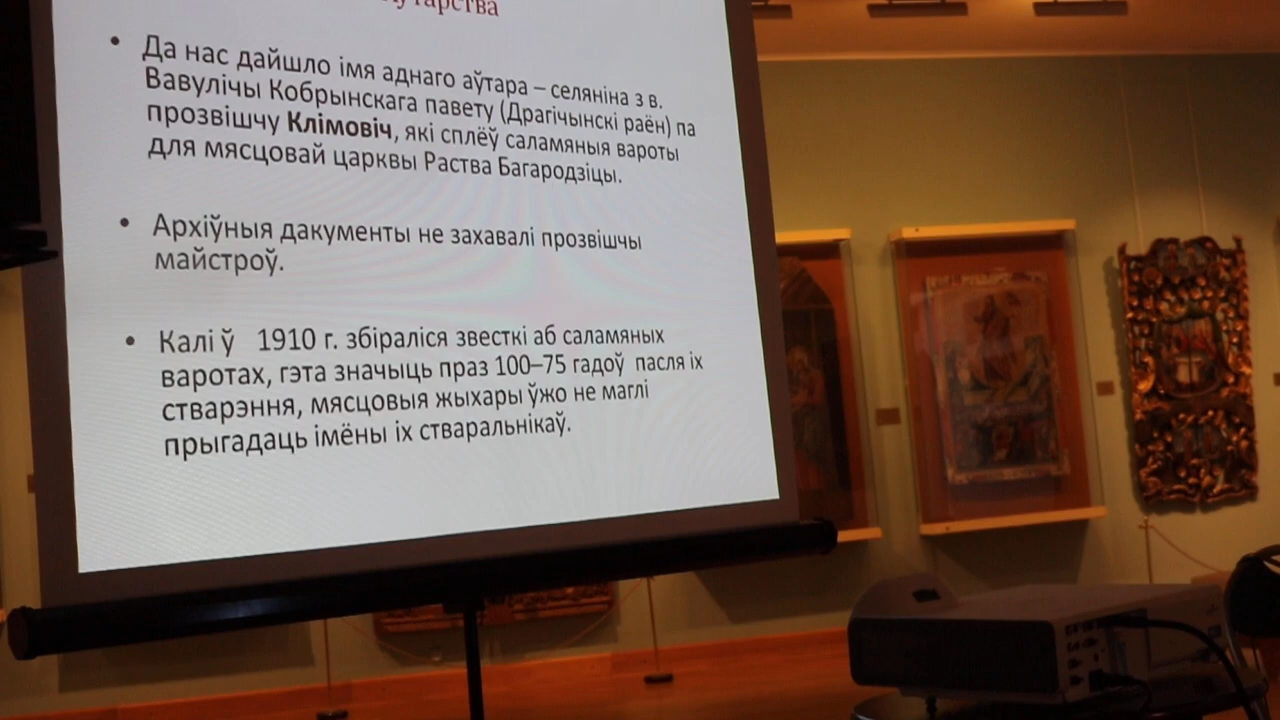 • Да нас дайшло імя аднаго аўтара – селяніна з в.
Вавулічы Кобрынскага павету (Драгічынскі раён) па
прозвішчу Клімовіч, які сплёў саламяныя вароты
для мясцовай царквы Раства Багародзіцы.
• Архіўныя дакументы не захавалі прозвішчы
майстроў.
• Калі ў 1910 г. збіраліся звесткі аб саламяных
варотах, гэта значыць праз 100–75 гадоў пасля іх
стварэння, мясцовыя жыхары ўжо не маглі
прыгадаць імёны іх стваральнікаў.